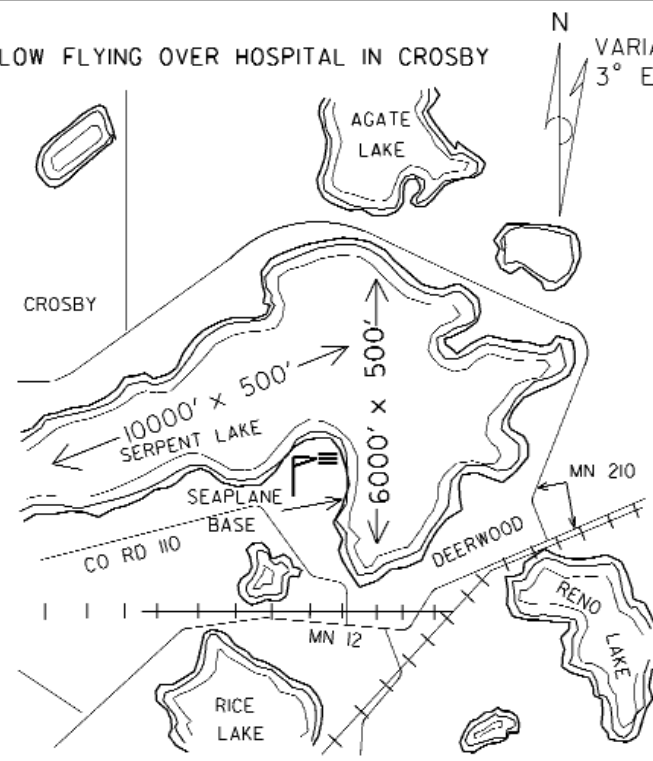 LOW FLYING OVER HOSPITAL IN CROSBY
N
VARIA
3° E
AGATE
LAKE
CROSBY
10000' x 500'
6000' x 500'
SERPENT LAKE
SEAPLANE
BASE
MN 210
DEERWOOD
CO RD 110
RENO
LAKE
MN 12
RICE
LAKE